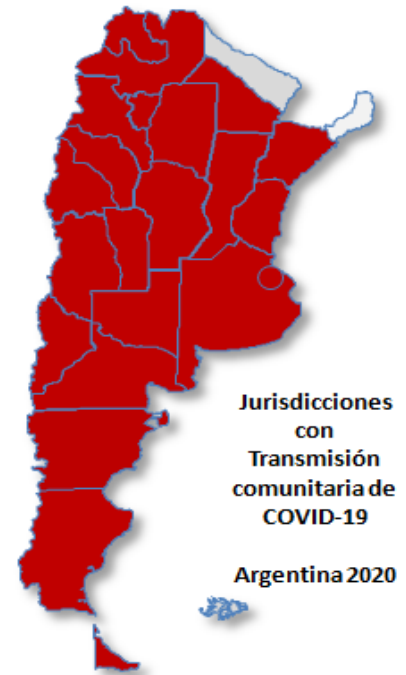 Jurisdicciones
con
Transmisión
comunitaria de
COVID-19
Argentina 2020